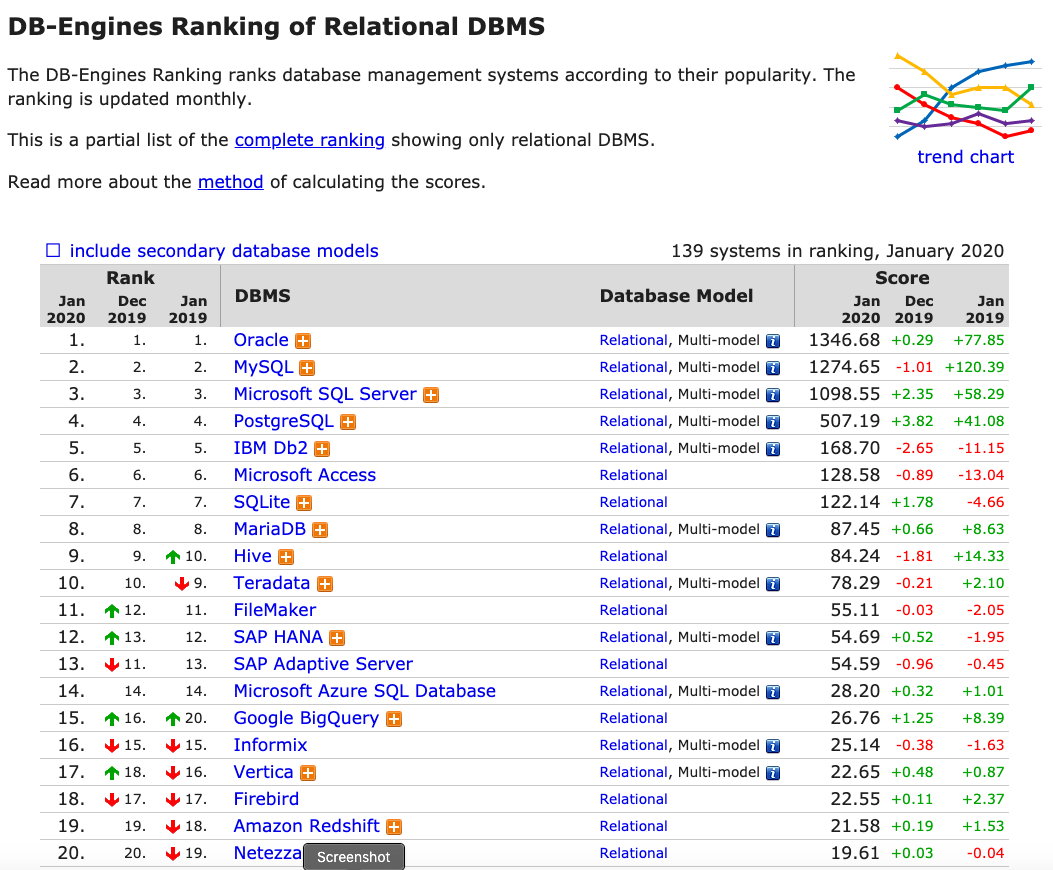 DB-Engines Ranking of Relational DBMS
The DB-Engines Ranking ranks database management systems according to their popularity. The
ranking is updated monthly.
This is a partial list of the complete ranking showing only relational DBMS.
Read more about the method of calculating the scores.
trend chart
☐ include secondary database models 139 systems in ranking, January 2020
Rank DBMS Database Model Score
Jan 2020 Dec 2019 Jan 2019 Jan 2020 Dec 2019 Jan 2019
1. 1. 1. Oracle Relational, Multi-model i 1346.68 +0.29 +77.85
2. 2. 2. MySQL Relational, Multi-model i 1274.65 -1.01 +120.39
3. 3. 3. Microsoft SQL Server Relational, Multi-model i 1098.55 +2.35 +58.29
4. 4. 4. PostgreSQL Relational, Multi-model i 507.19 +3.82 +41.08
5. 5. 5. IBM Db2 Relational, Multi-model i 168.70 -2.65 -11.15
6. 6. 6. Microsoft Access Relational 128.58 -0.89 -13.04
7. 7. 7. SQLite Relational 122.14 +1.78 -4.66
8. 8. 8. MariaDB Relational, Multi-model i 87.45 +0.66 +8.63
9. 9. 10. Hive Relational 84.24 -1.81 +14.33
10. 10. 9. Teradata Relational, Multi-model i 78.29 -0.21 +2.10
11. 12. 11. FileMaker Relational 55.11 -0.03 -2.05
12. 13. 12. SAP HANA Relational, Multi-model i 54.69 +0.52 -1.95
13. 11. 13. SAP Adaptive Server Relational 54.59 -0.96 -0.45
14. 14. 14. Microsoft Azure SQL Database Relational, Multi-model i 28.20 +0.32 +1.01
15. 16. 20. Google BigQuery Relational 26.76 +1.25 +8.39
16. 15. 15. Informix Relational, Multi-model i 25.14 -0.38 -1.63
17. 18. 16. Vertica Relational, Multi-model i 22.65 +0.48 +0.87
18. 17. 17. Firebird Relational 22.55 +0.11 +2.37
19. 19. 18. Amazon Redshift Relational 21.58 +0.19 +1.53
20. 20. 19. Netezza Relational 19.61 +0.03 -0.04
Screenshot